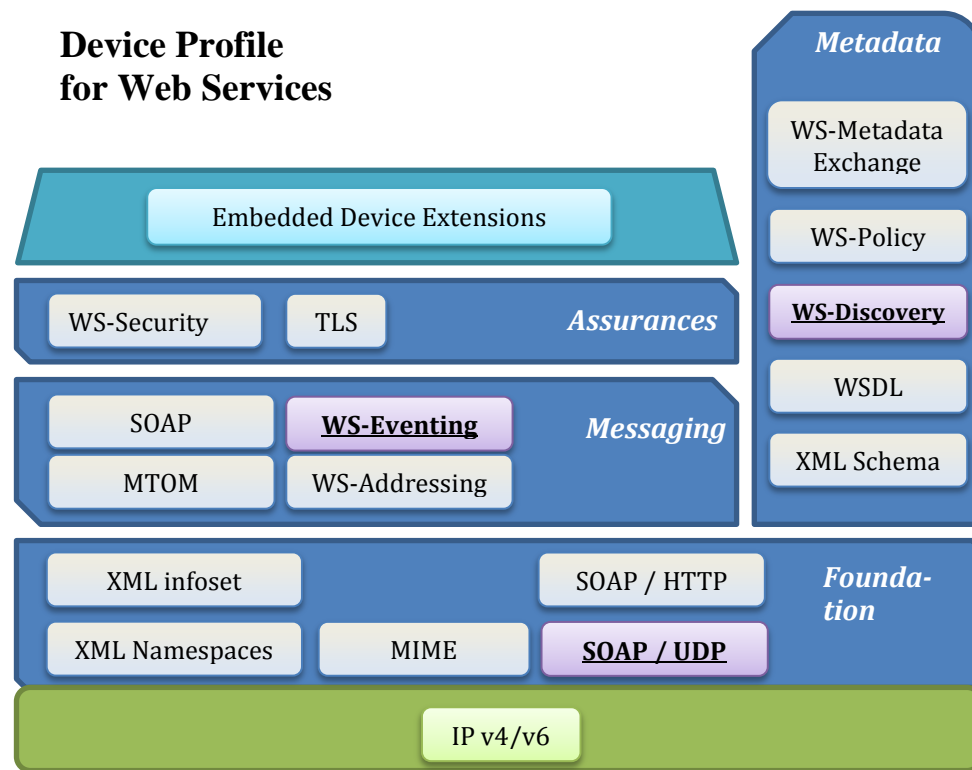 Device Profile
for Web Services
Metadata
WS-Metadata
Exchange
WS-Policy
WS-Discovery
WSDL
XML Schema
Embedded Device Extensions
WS-Security
TLS
Assurances
SOAP
WS-Eventing
Messaging
MTOM
WS-Addressing
XML infoset
SOAP / HTTP
Founda-
tion
XML Namespaces
MIME
SOAP / UDP
IP v4/v6